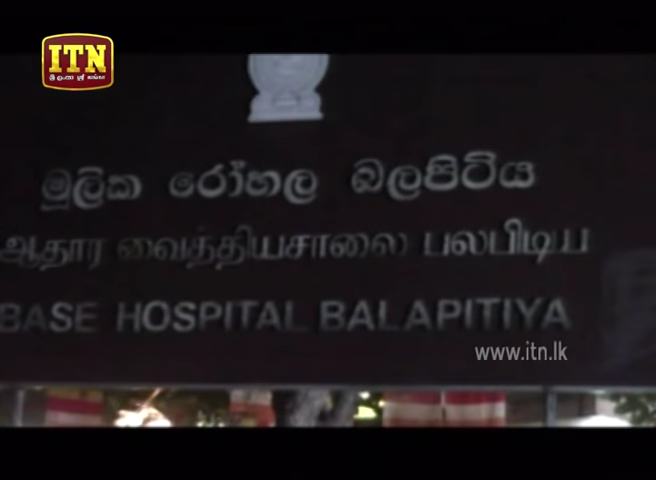 ITN
මූලික රෝහල බලපිටිය
ஆதார வைத்தியசாலை பலபிடிய
BASE HOSPITAL BALAPITIYA
www.itn.lk